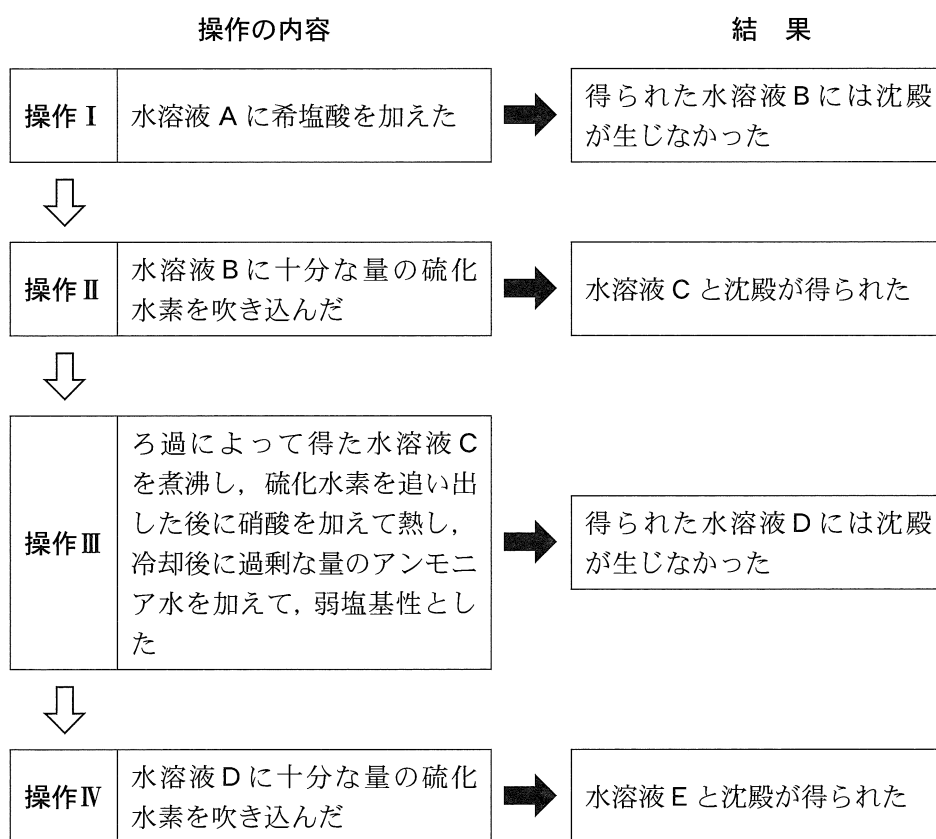 操作の内容
結 果
操作Ⅰ
水溶液Aに希塩酸を加えた
得られた水溶液Bには沈殿
が生じなかった
操作Ⅱ
水溶液Bに十分な量の硫化
水素を吹き込んだ
水溶液Cと沈殿が得られた
操作Ⅲ
ろ過によって得た水溶液C
を煮沸し,硫化水素を追い出
した後に硝酸を加えて熱し,
冷却後に過剰な量のアンモニ
ア水を加えて,弱塩基性とし
た
得られた水溶液Dには沈殿
が生じなかった
操作Ⅳ
水溶液Dに十分な量の硫化
水素を吹き込んだ
水溶液Eと沈殿が得られた